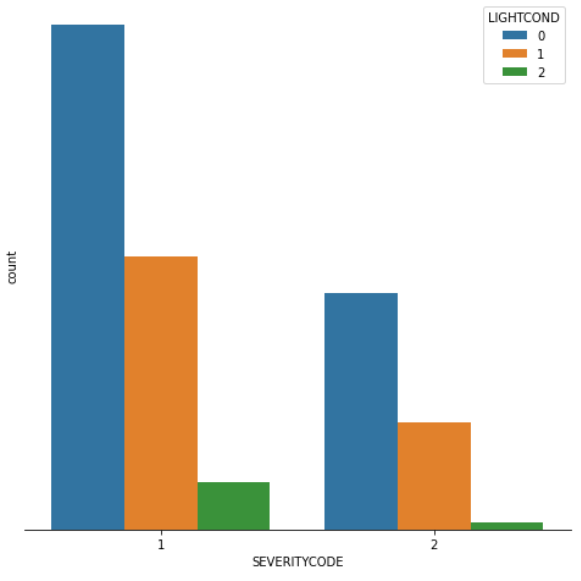 LIGHTCOND
0
1
2
count
1 2
SEVERITYCODE